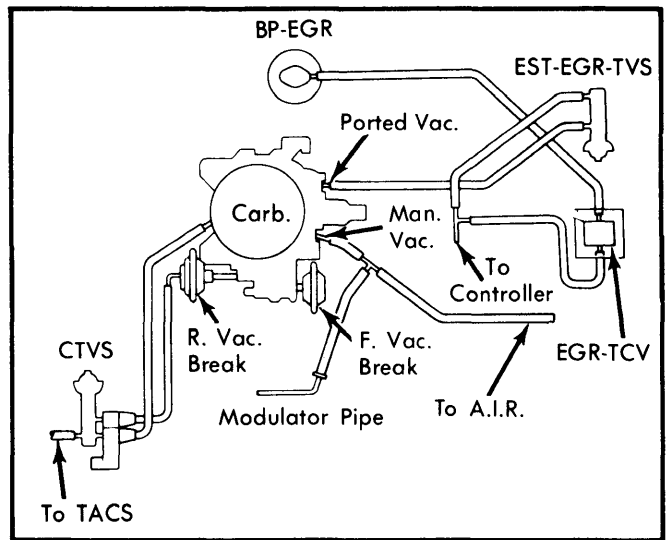 BP-EGR
EST-EGR-TVS
Ported Vac.
Carb.
Man.
Vac.
To
Controller
R. Vac.
Break
F. Vac.
Break
EGR-TCV
CTVS
Modulator Pipe
To A.I.R.
To TACS